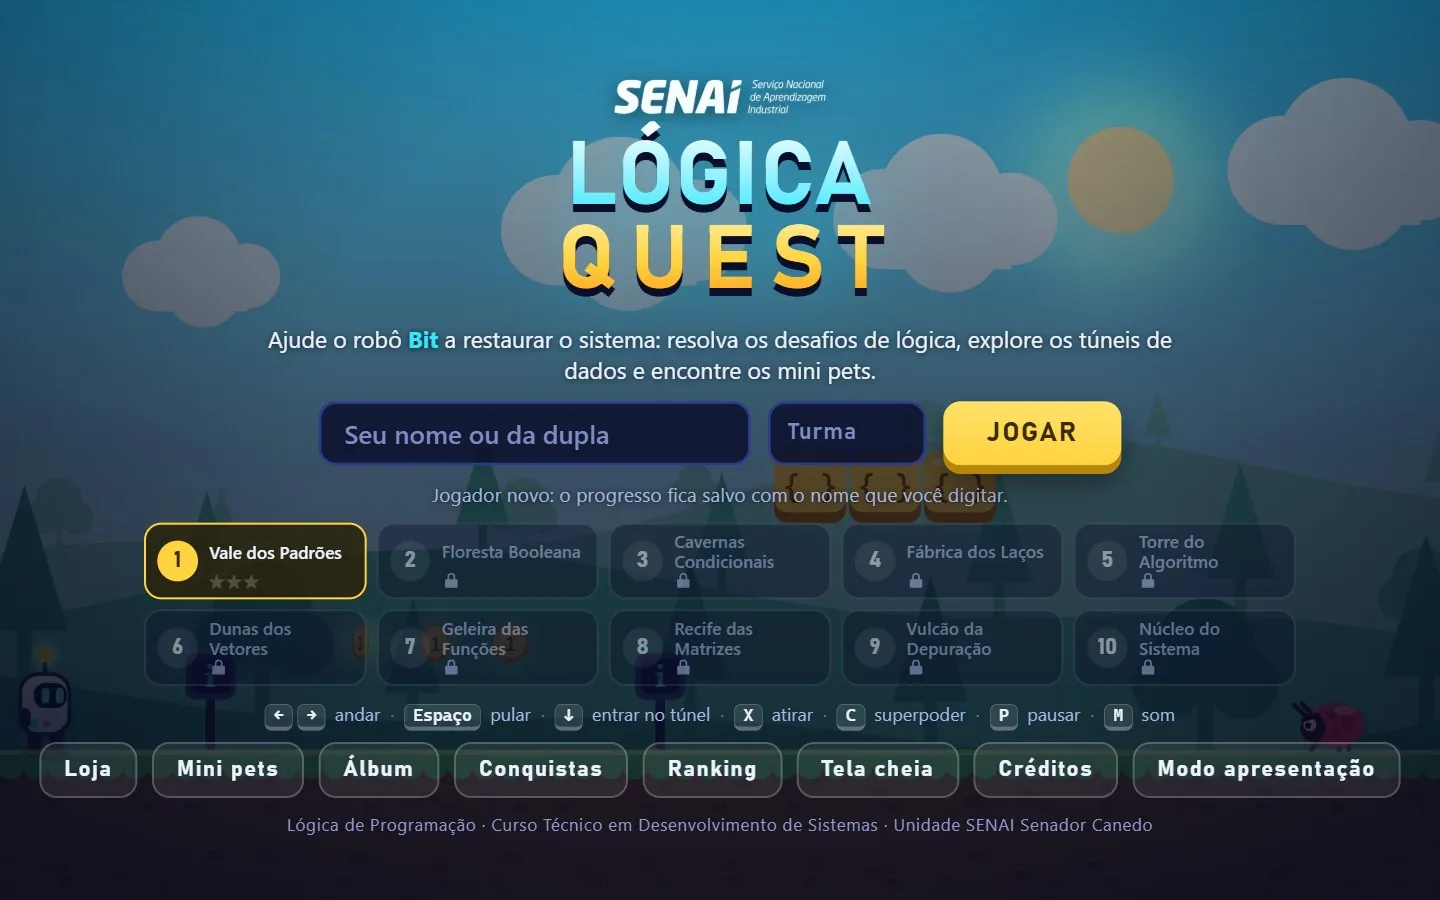 SENAI Serviço Nacional
de Aprendizagem
Industrial
LÓGICA
QUEST
Ajude o robô Bit a restaurar o sistema: resolva os desafios de lógica, explore os túneis de
dados e encontre os mini pets.
Seu nome ou da dupla
Turma
JOGAR
{ } { } { }
Jogador novo: o progresso fica salvo com o nome que você digitar.
1 Vale dos Padrões
2 Floresta Booleana
3 Cavernas
Condicionais
4 Fábrica dos Laços
5 Torre do
Algoritmo
6 Dunas dos
Vetores
7 Geleira das
Funções
8 Recife das
Matrizes
9 Vulcão da
Depuração
10 Núcleo do
Sistema
1 1 1
i i
← → andar · Espaço pular · ↓ entrar no túnel · X atirar · C superpoder · P pausar · M som
Loja Mini pets Álbum Conquistas Ranking Tela cheia Créditos Modo apresentação
Lógica de Programação · Curso Técnico em Desenvolvimento de Sistemas · Unidade SENAI Senador Canedo